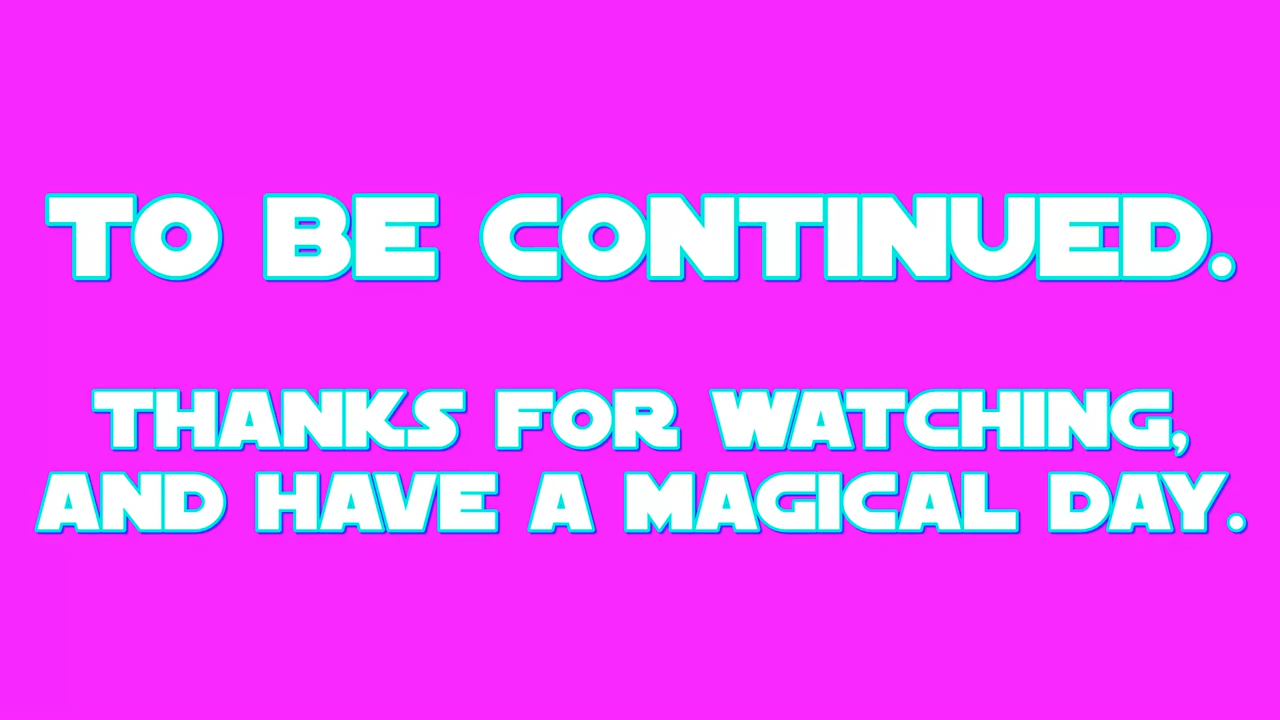 TO BE CONTINUED.
THANKS FOR WATCHING,
AND HAVE A MAGICAL DAY.